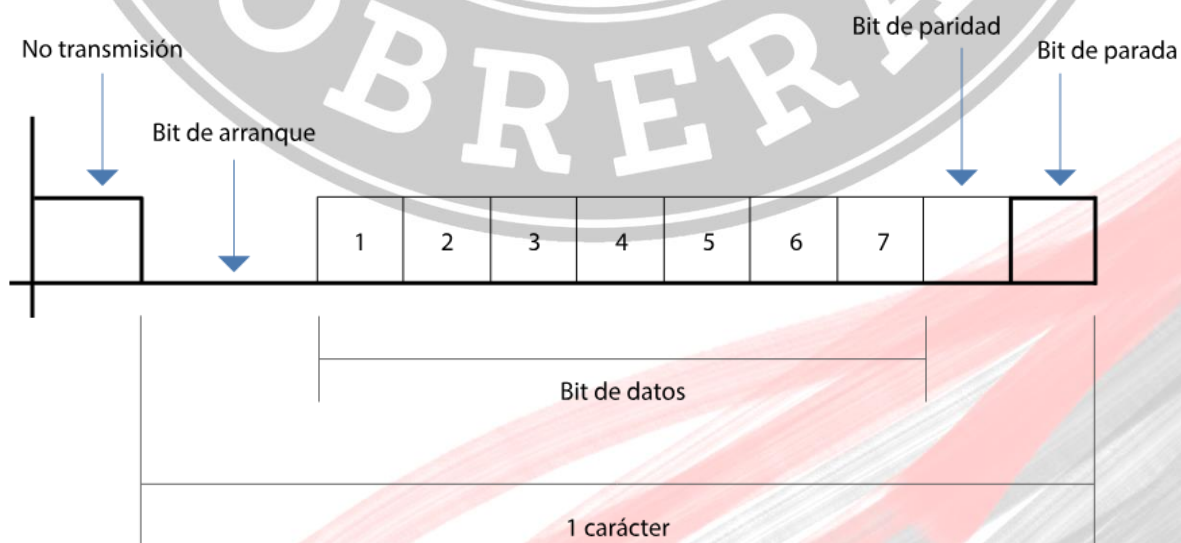 OBRERA
Bit de paridad
No transmisión
Bit de parada
Bit de arranque
1 2 3 4 5 6 7
Bit de datos
1 carácter